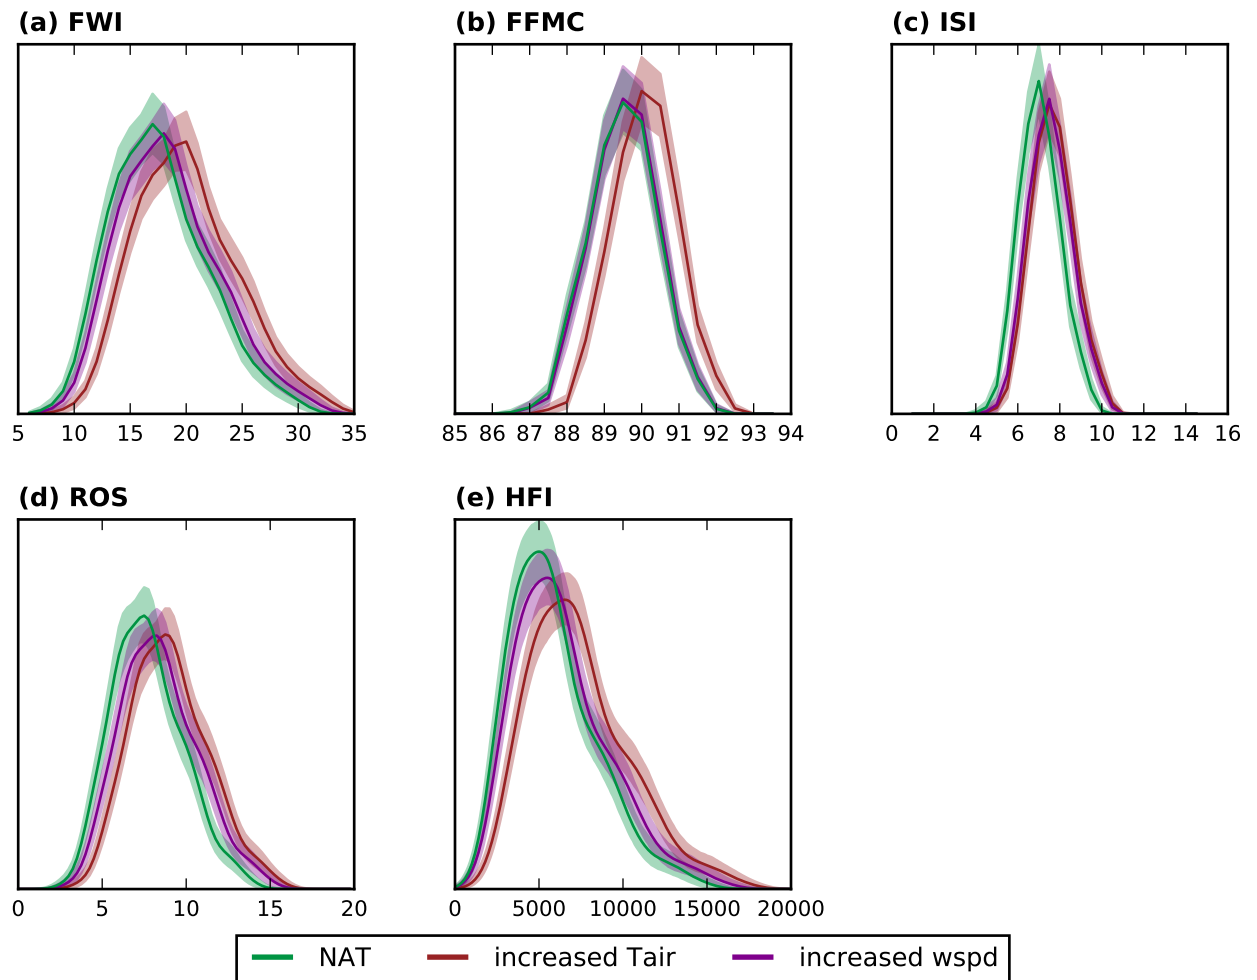 (a) FWI
(b) FFMC
(c) ISI
5 10 15 20 25 30 35
85 86 87 88 89 90 91 92 93 94
0 2 4 6 8 10 12 14 16
(d) ROS
(e) HFI
0 5 10 15 20
0 5000 10000 15000 20000
NAT
increased Tair
increased wspd